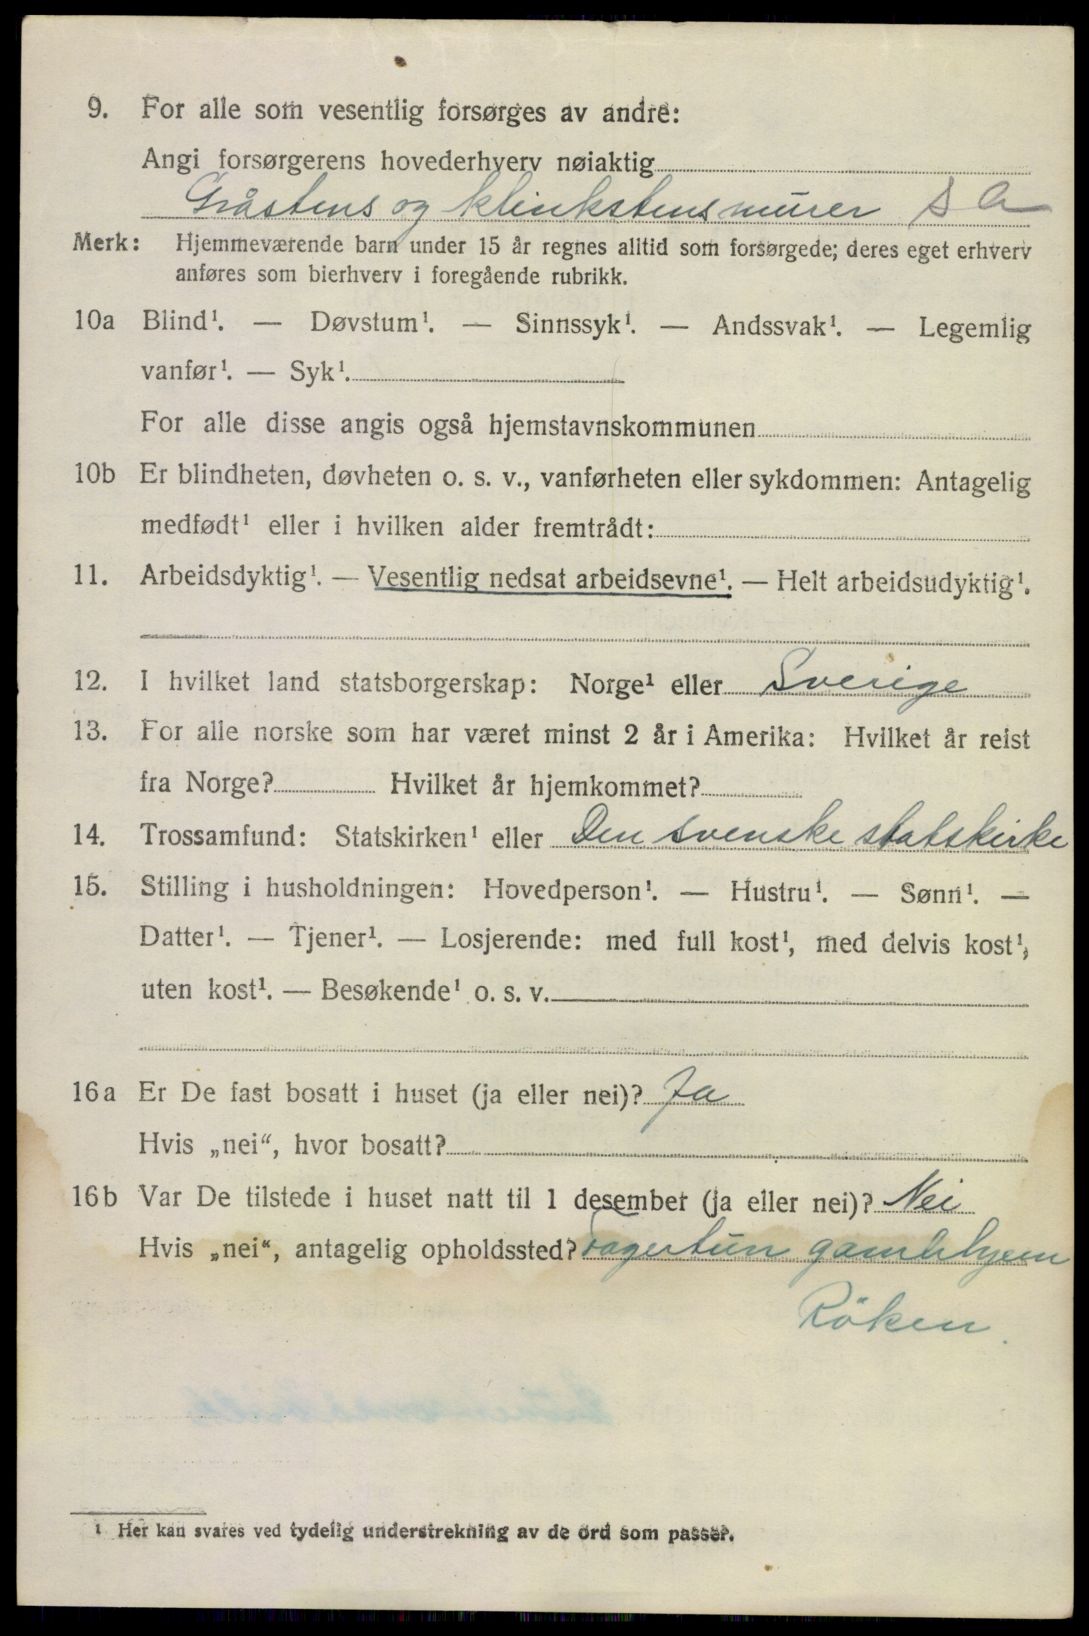 9. For alle som vesentlig forsørges av andre:
Angi forsørgerens hovederhverv nøiaktig
Gråstens og klinkstens murer s a
Merk: Hjemmeværende barn under 15 år regnes alltid som forsørgede; deres eget erhverv
anføres som bierhverv i foregående rubrikk.
10a Blind¹. — Døvstum¹. — Sinnssyk¹. — Andssvak¹. — Legemlig
vanfør¹. — Syk¹.
For alle disse angis også hjemstavnskommunen
10b Er blindheten, døvheten o. s. v., vanførheten eller sykdommen: Antagelig
medfødt¹ eller i hvilken alder fremtrådt:
11. Arbeidsdyktig¹. — Vesentlig nedsat arbeidsevne¹. — Helt arbeidsudyktig¹.
12. I hvilket land statsborgerskap: Norge¹ eller Sverige
13. For alle norske som har været minst 2 år i Amerika: Hvilket år reist
fra Norge? Hvilket år hjemkommet?
14. Trossamfund: Statskirken¹ eller Den svenske statskirke
15. Stilling i husholdningen: Hovedperson¹. — Hustru¹. — Sønn¹. —
Datter¹. — Tjener¹. — Losjerende: med full kost¹, med delvis kost¹,
uten kost¹. — Besøkende¹ o. s. v.
16a Er De fast bosatt i huset (ja eller nei)? Ja
Hvis „nei“, hvor bosatt?
16b Var De tilstede i huset natt til 1 desember (ja eller nei)? Nei
Hvis „nei“, antagelig opholdssted? Fagertun gamlehjem
Röken.
¹ Her kan svares ved tydelig understrekning av de ord som passer.